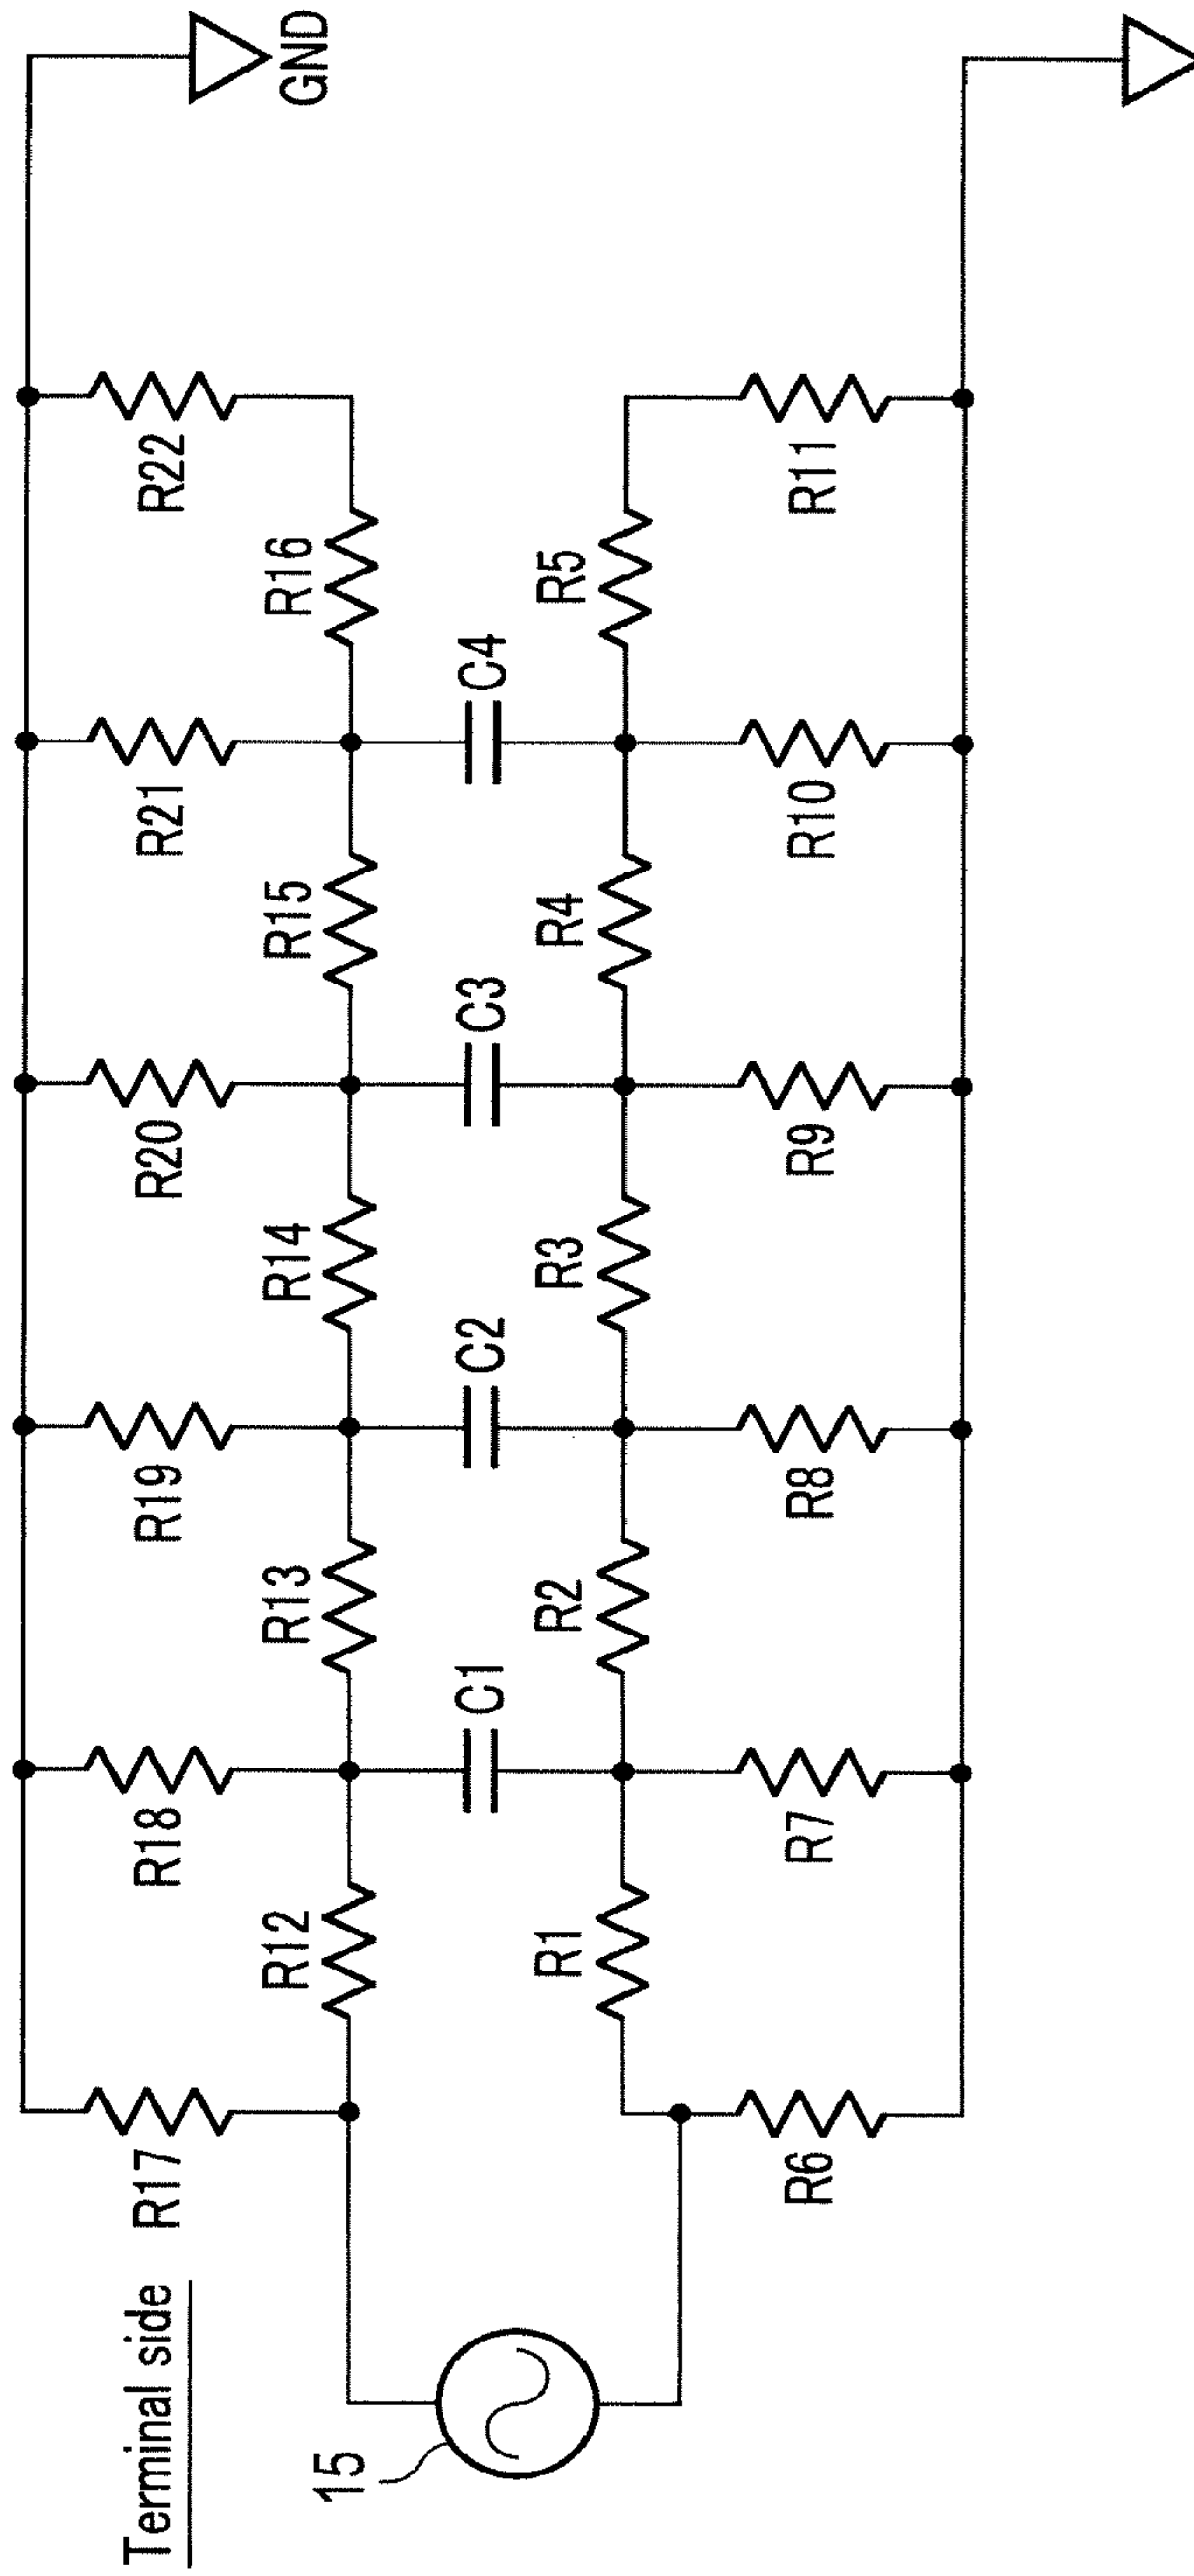 Terminal side
15
R17
R18
R19
R20
R21
R22
GND
R12
R13
R14
R15
R16
C1
C2
C3
C4
R1
R2
R3
R4
R5
R6
R7
R8
R9
R10
R11